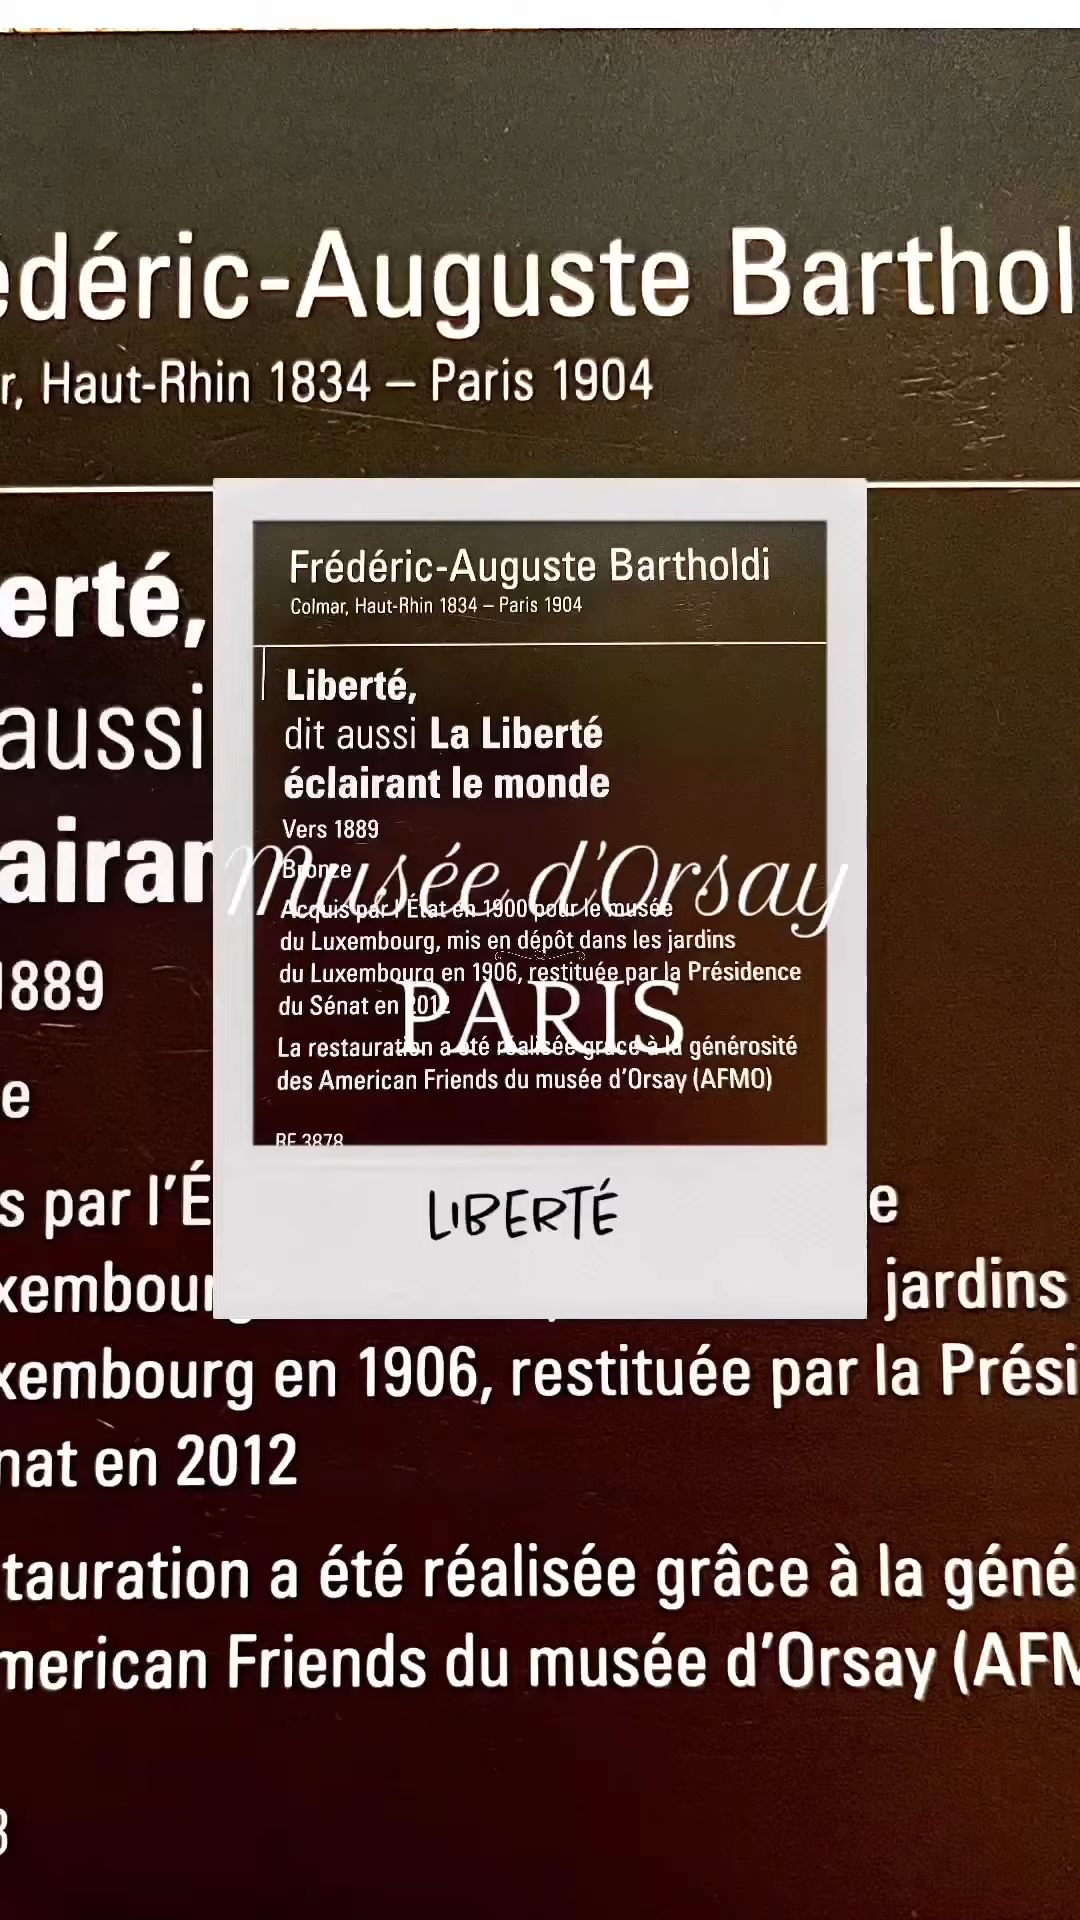 édéric-Auguste Barthol
r, Haut-Rhin 1834 – Paris 1904
erté,
aussi
airan
1889
e
s par l'É
e
xembourg
jardins
xembourg en 1906, restituée par la Prési
nat en 2012
tauration a été réalisée grâce à la géné
merican Friends du musée d'Orsay (AFM
3
Frédéric-Auguste Bartholdi
Colmar, Haut-Rhin 1834 – Paris 1904
Liberté,
dit aussi La Liberté
éclairant le monde
Vers 1889
Bronze
Musée d'Orsay
Acquis par l'État en 1900 pour le musée
du Luxembourg, mis en dépôt dans les jardins
du Luxembourg en 1906, restituée par la Présidence
du Sénat en 2012
PARIS
La restauration a été réalisée grâce à la générosité
des American Friends du musée d'Orsay (AFMO)
RF 3878
LIBERTÉ